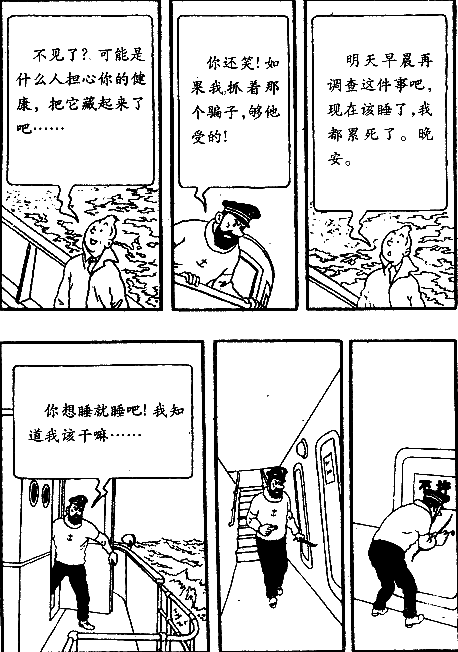 不见了？可能是
什么人担心你的健
康，把它藏起来了
吧……
你还笑！如
果我抓着那
个骗子，够他
受的！
明天早晨再
调查这件事吧，
现在该睡了，我
都累死了。晚
安。
你想睡就睡吧！我知
道我该干嘛……